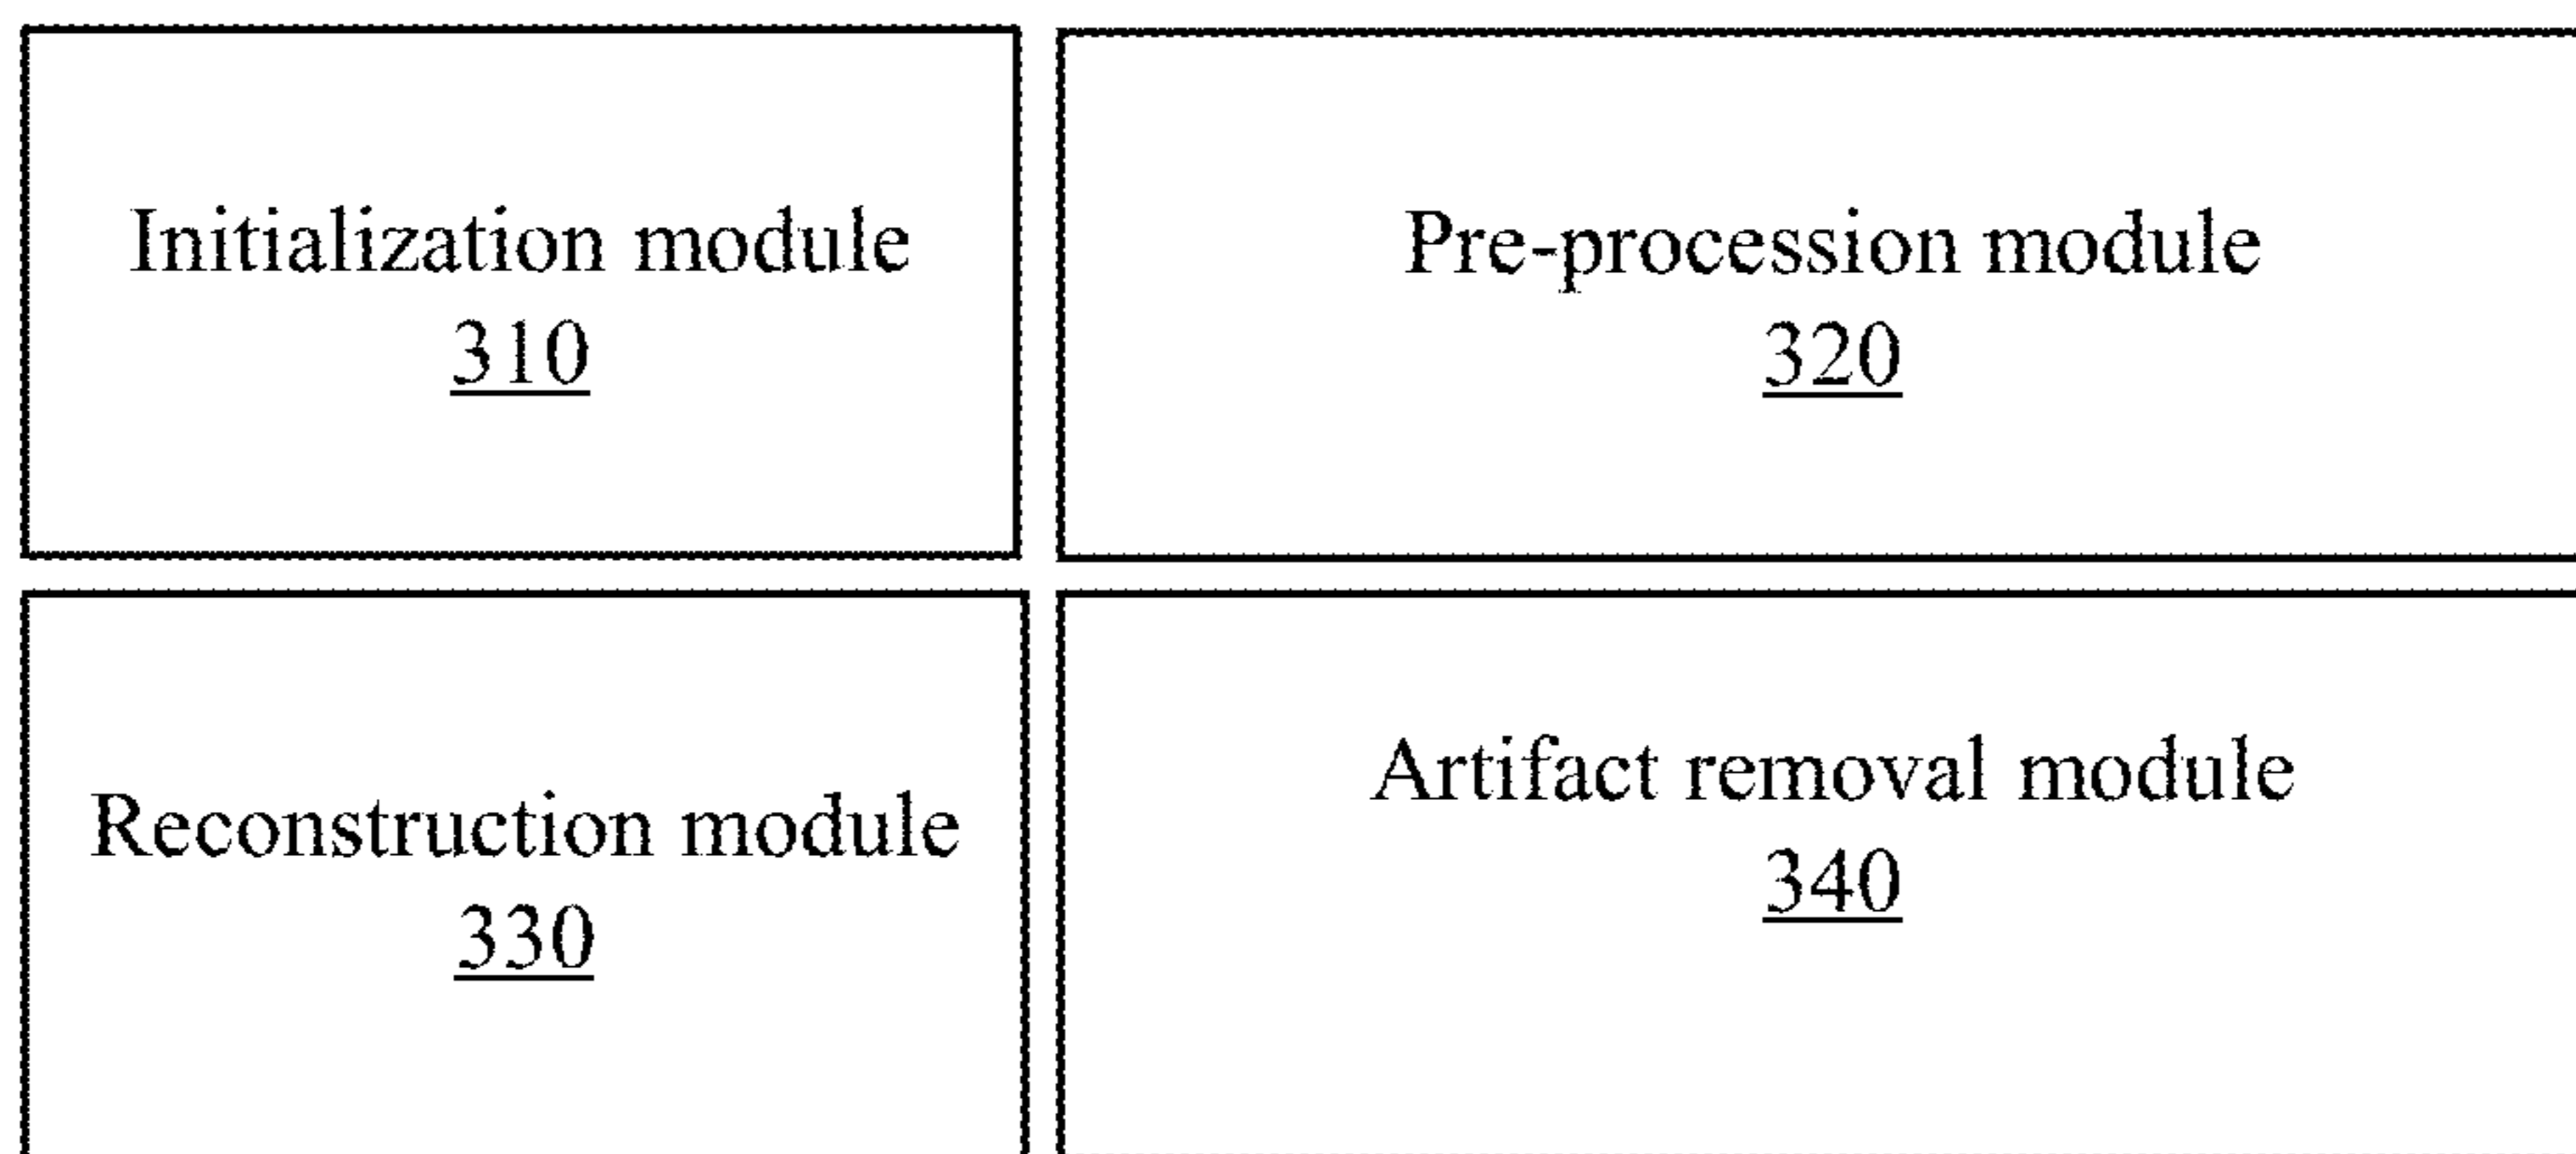 Initialization module
310
Pre-procession module
320
Reconstruction module
330
Artifact removal module
340